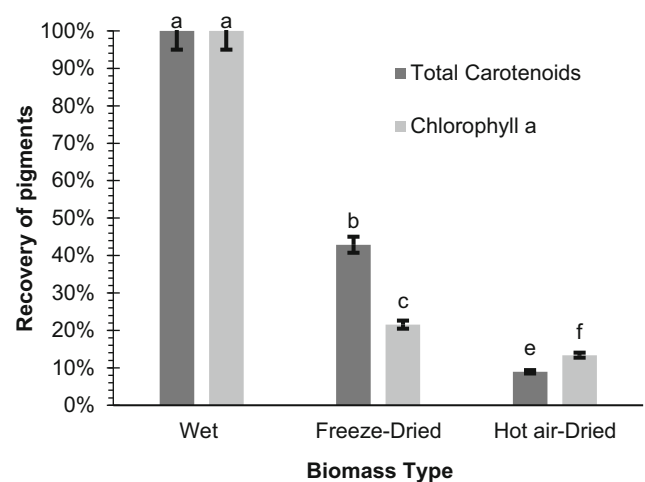 100%
90%
80%
70%
60%
50%
40%
30%
20%
10%
0%
Recovery of pigments
a a
b
c
e
f
Total Carotenoids
Chlorophyll a
Wet Freeze-Dried Hot air-Dried
Biomass Type